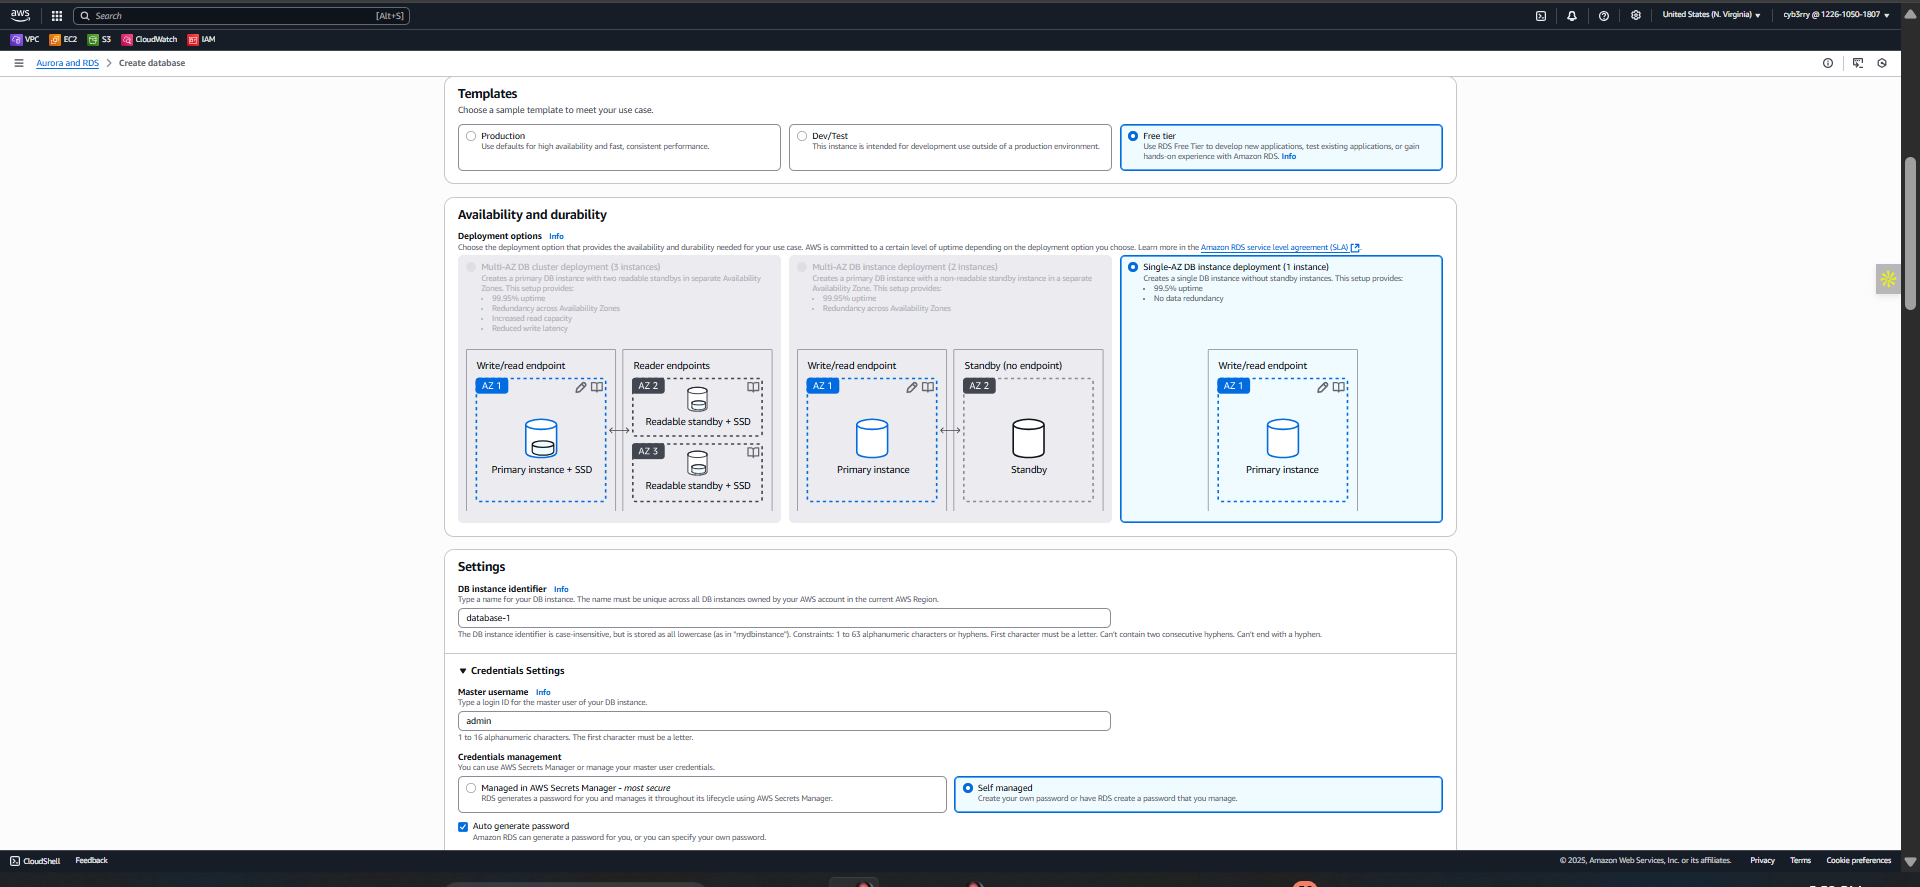 aws
Search
[Alt+S]
United States (N. Virginia)
cyb3rry @ 1226-1050-1807
VPC
EC2
S3
CloudWatch
IAM
Aurora and RDS
Create database
Templates
Choose a sample template to meet your use case.
Production
Use defaults for high availability and fast, consistent performance.
Dev/Test
This instance is intended for development use outside of a production environment.
Free tier
Use RDS Free Tier to develop new applications, test existing applications, or gain
hands-on experience with Amazon RDS. Info
Availability and durability
Deployment options Info
Choose the deployment option that provides the availability and durability needed for your use case. AWS is committed to a certain level of uptime depending on the deployment option you choose. Learn more in the Amazon RDS service level agreement (SLA).
Multi-AZ DB cluster deployment (3 instances)
Creates a primary DB instance with two readable standbys in separate Availability
Zones. This setup provides:
• 99.95% uptime
• Redundancy across Availability Zones
• Increased read capacity
• Reduced write latency
Write/read endpoint
AZ 1
Primary instance + SSD
Reader endpoints
AZ 2
Readable standby + SSD
AZ 3
Readable standby + SSD
Multi-AZ DB instance deployment (2 instances)
Creates a primary DB instance with a non-readable standby instance in a separate
Availability Zone. This setup provides:
• 99.95% uptime
• Redundancy across Availability Zones
Write/read endpoint
AZ 1
Primary instance
Standby (no endpoint)
AZ 2
Standby
Single-AZ DB instance deployment (1 instance)
Creates a single DB instance without standby instances. This setup provides:
• 99.5% uptime
• No data redundancy
Write/read endpoint
AZ 1
Primary instance
Settings
DB instance identifier Info
Type a name for your DB instance. The name must be unique across all DB instances owned by your AWS account in the current AWS Region.
database-1
The DB instance identifier is case-insensitive, but is stored as all lowercase (as in "mydbinstance"). Constraints: 1 to 63 alphanumeric characters or hyphens. First character must be a letter. Can't contain two consecutive hyphens. Can't end with a hyphen.
Credentials Settings
Master username Info
Type a login ID for the master user of your DB instance.
admin
1 to 16 alphanumeric characters. The first character must be a letter.
Credentials management
You can use AWS Secrets Manager or manage your master user credentials.
Managed in AWS Secrets Manager - most secure
RDS generates a password for you and manages it throughout its lifecycle using AWS Secrets Manager.
Self managed
Create your own password or have RDS create a password that you manage.
Auto generate password
Amazon RDS can generate a password for you, or you can specify your own password.
CloudShell
Feedback
© 2025, Amazon Web Services, Inc. or its affiliates.
Privacy
Terms
Cookie preferences